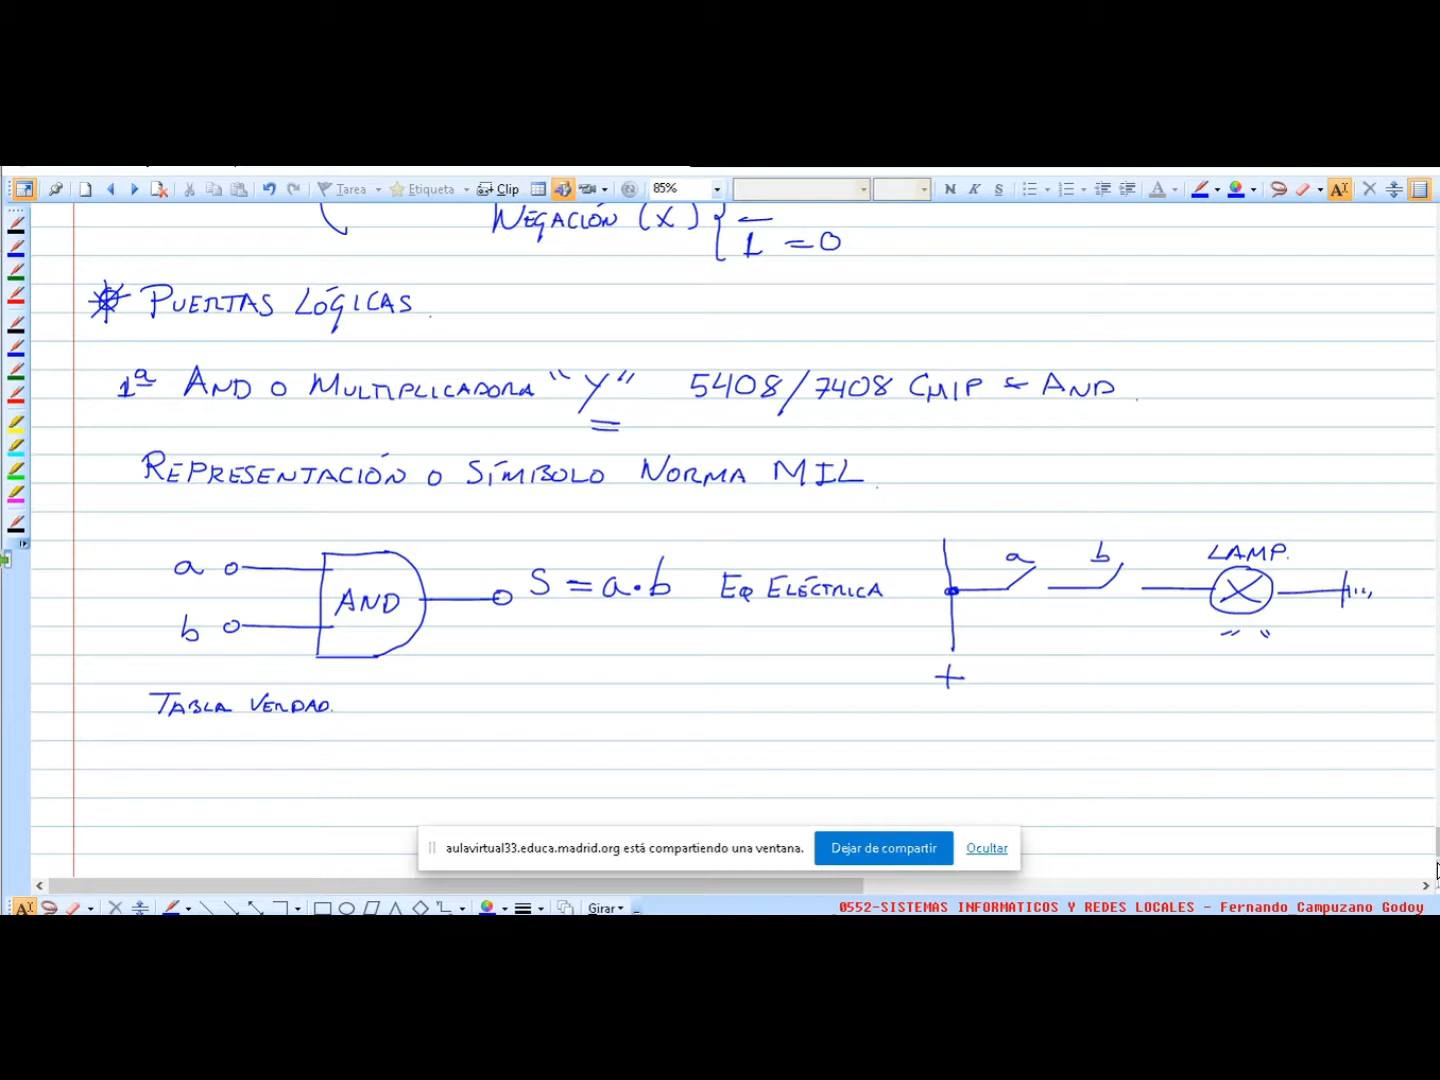 Tarea
Etiqueta
Clip
85%
N K S
NEGACIÓN (X) {
1 = 0
* PUERTAS LÓGICAS.
1ª AND O MULTIPLICADORA "Y" 5408/7408 CHIP AND.
REPRESENTACIÓN O SÍMBOLO NORMA MIL.
a
b
AND
S = a·b
EQ ELÉCTRICA
a
b
LAMP.
X
+
TABLA VERDAD.
aulavirtual33.educa.madrid.org está compartiendo una ventana.
Dejar de compartir
Ocultar
Girar
0552-SISTEMAS INFORMATICOS Y REDES LOCALES - Fernando Campuzano Godoy